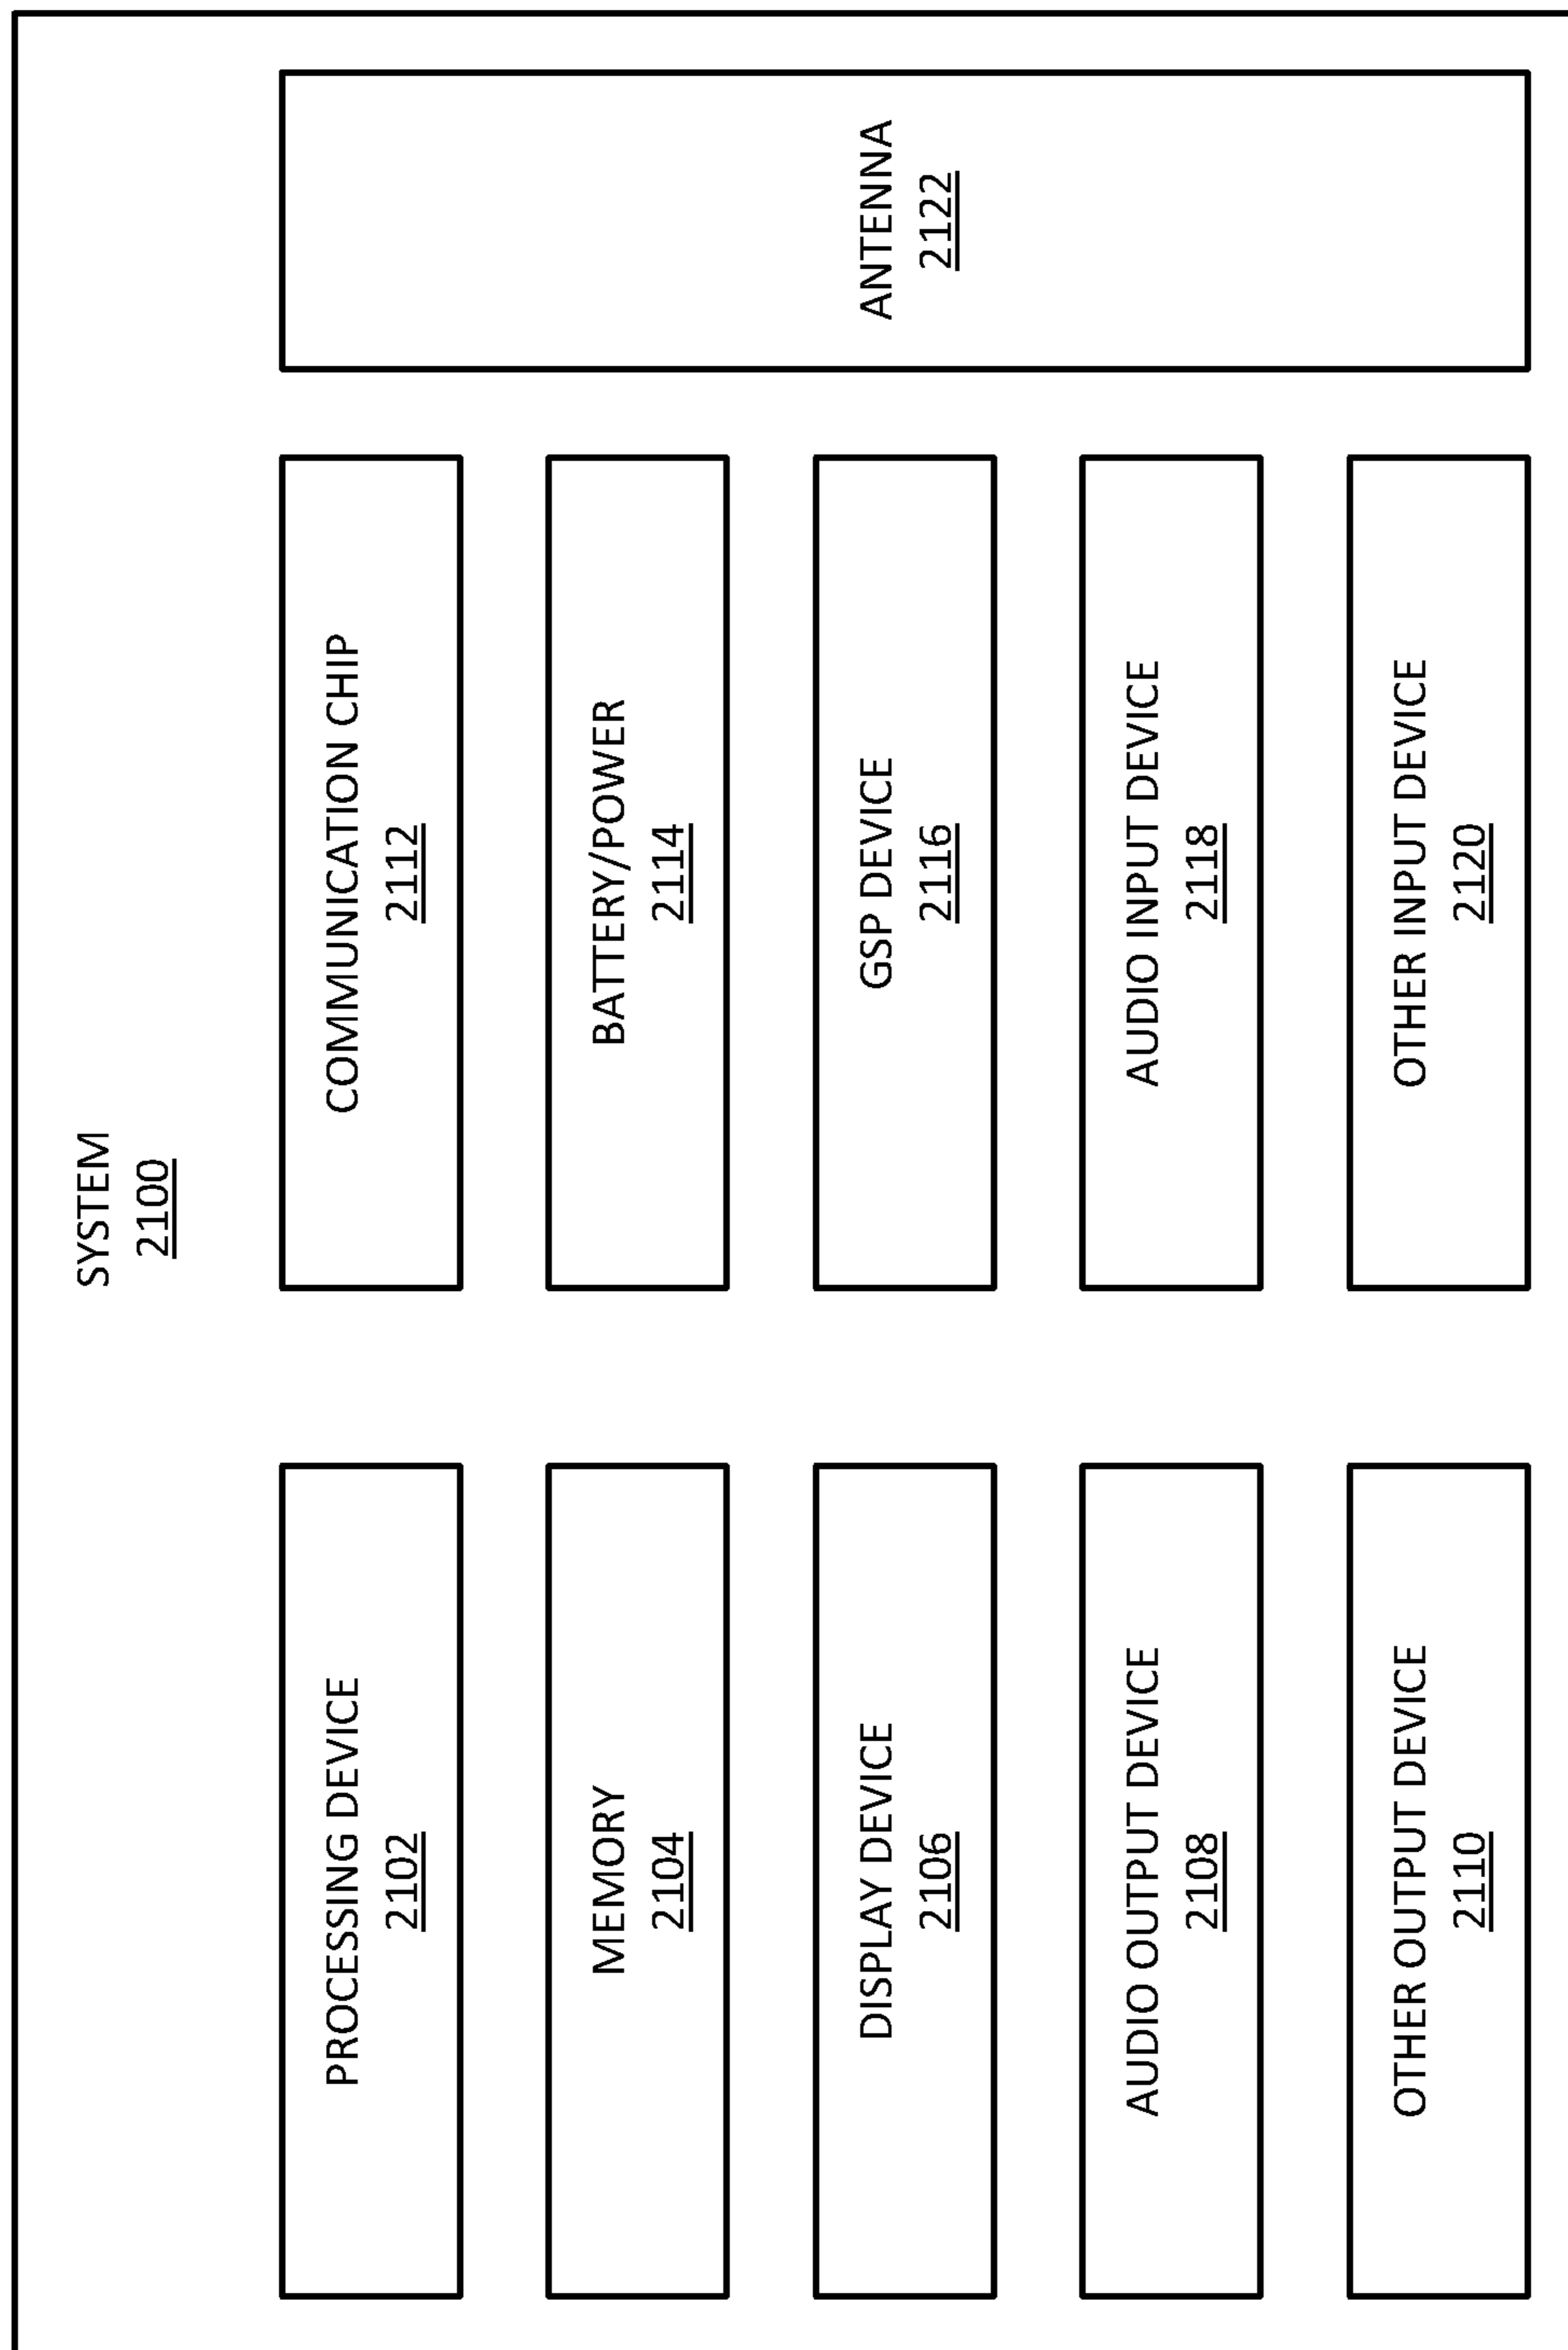 SYSTEM
2100
PROCESSING DEVICE
2102
MEMORY
2104
DISPLAY DEVICE
2106
AUDIO OUTPUT DEVICE
2108
OTHER OUTPUT DEVICE
2110
COMMUNICATION CHIP
2112
BATTERY/POWER
2114
GSP DEVICE
2116
AUDIO INPUT DEVICE
2118
OTHER INPUT DEVICE
2120
ANTENNA
2122